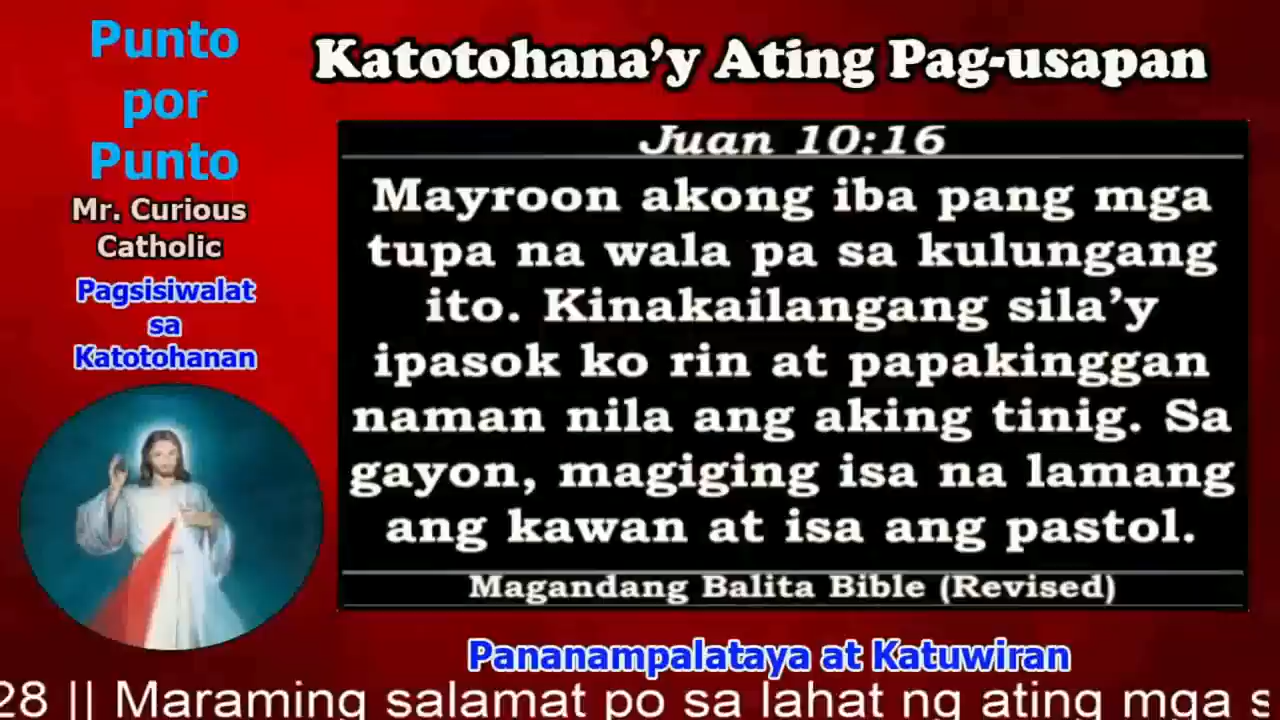 Punto
por
Punto
Mr. Curious
Catholic
Pagsisiwalat
sa
Katotohanan
Katotohana’y Ating Pag-usapan
Juan 10:16
Mayroon akong iba pang mga
tupa na wala pa sa kulungang
ito. Kinakailangang sila’y
ipasok ko rin at papakinggan
naman nila ang aking tinig. Sa
gayon, magiging isa na lamang
ang kawan at isa ang pastol.
Magandang Balita Bible (Revised)
Pananampalataya at Katuwiran
28 || Maraming salamat po sa lahat ng ating mga s